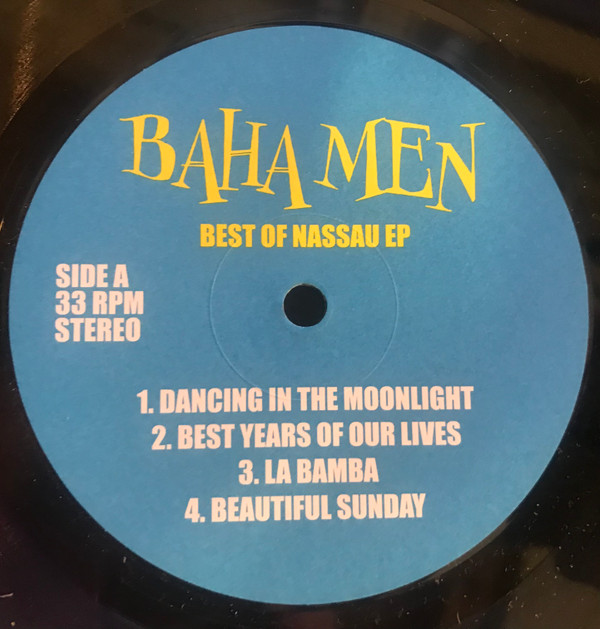 BAHA MEN
BEST OF NASSAU EP
SIDE A
33 RPM
STEREO
1. DANCING IN THE MOONLIGHT
2. BEST YEARS OF OUR LIVES
3. LA BAMBA
4. BEAUTIFUL SUNDAY